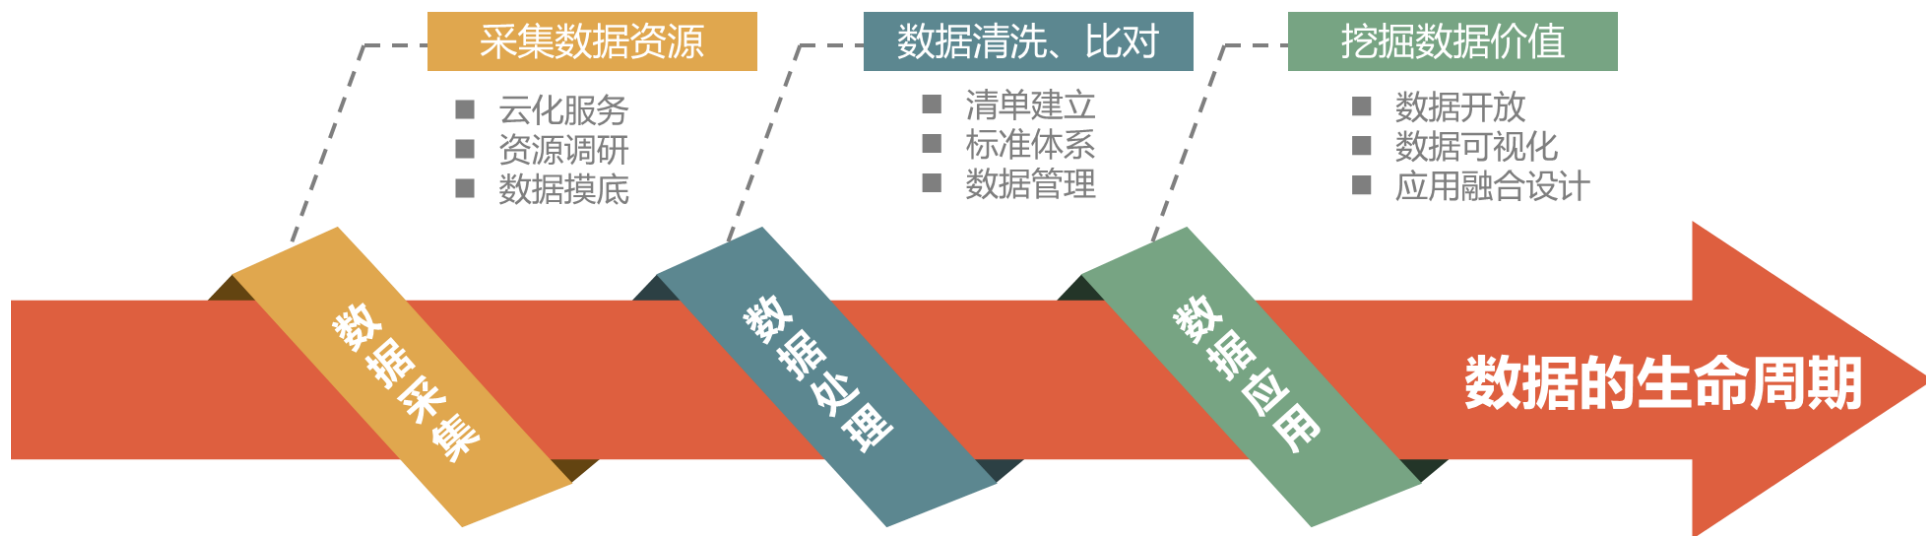 采集数据资源
云化服务
资源调研
数据摸底
数据清洗、比对
清单建立
标准体系
数据管理
挖掘数据价值
数据开放
数据可视化
应用融合设计
数据采集
数据处理
数据应用
数据的生命周期